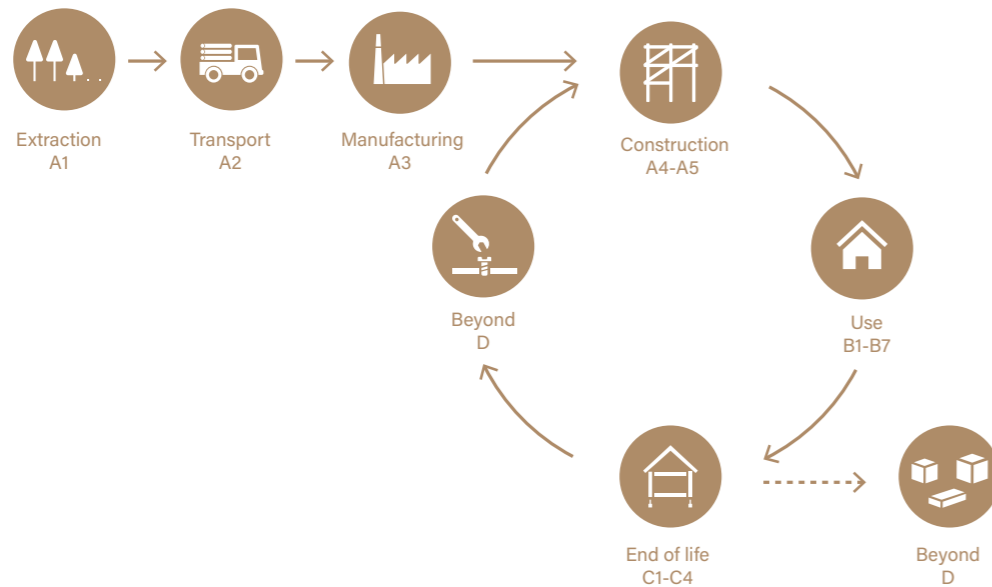 Extraction
A1
Transport
A2
Manufacturing
A3
Construction
A4-A5
Beyond
D
Use
B1-B7
End of life
C1-C4
Beyond
D